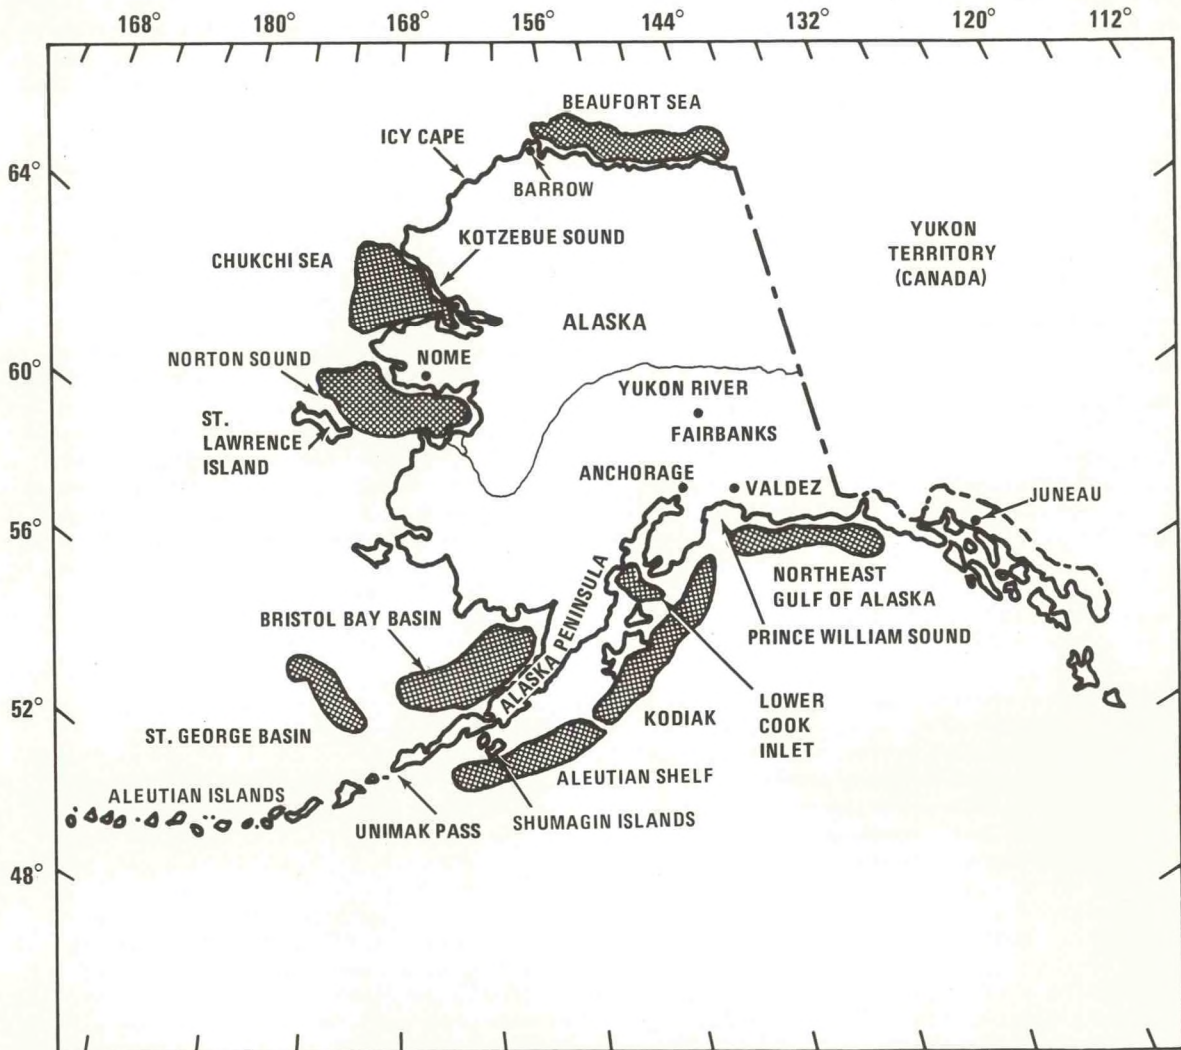 168°
180°
168°
156°
144°
132°
120°
112°
BEAUFORT SEA
ICY CAPE
64°
BARROW
KOTZEBUE SOUND
YUKON
TERRITORY
(CANADA)
CHUKCHI SEA
ALASKA
NORTON SOUND
NOME
60°
YUKON RIVER
ST.
LAWRENCE
ISLAND
FAIRBANKS
ANCHORAGE
VALDEZ
JUNEAU
56°
ALASKA PENINSULA
NORTHEAST
GULF OF ALASKA
BRISTOL BAY BASIN
PRINCE WILLIAM SOUND
52°
LOWER
COOK
INLET
KODIAK
ST. GEORGE BASIN
ALEUTIAN SHELF
ALEUTIAN ISLANDS
UNIMAK PASS
SHUMAGIN ISLANDS
48°